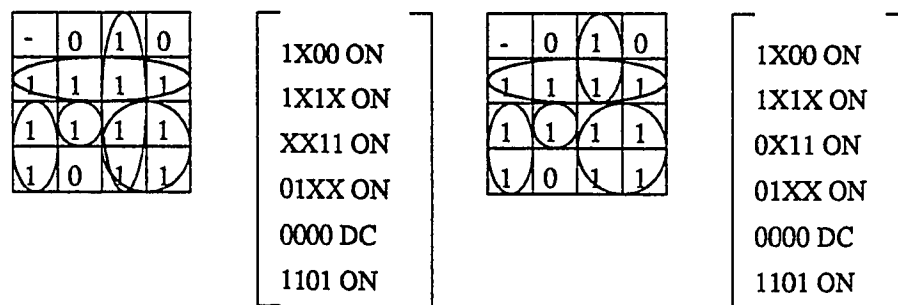 - 0 1 0
1 1 1 1
1 1 1 1
1 0 1 1
1X00 ON
1X1X ON
XX11 ON
01XX ON
0000 DC
1101 ON
- 0 1 0
1 1 1 1
1 1 1 1
1 0 1 1
1X00 ON
1X1X ON
0X11 ON
01XX ON
0000 DC
1101 ON